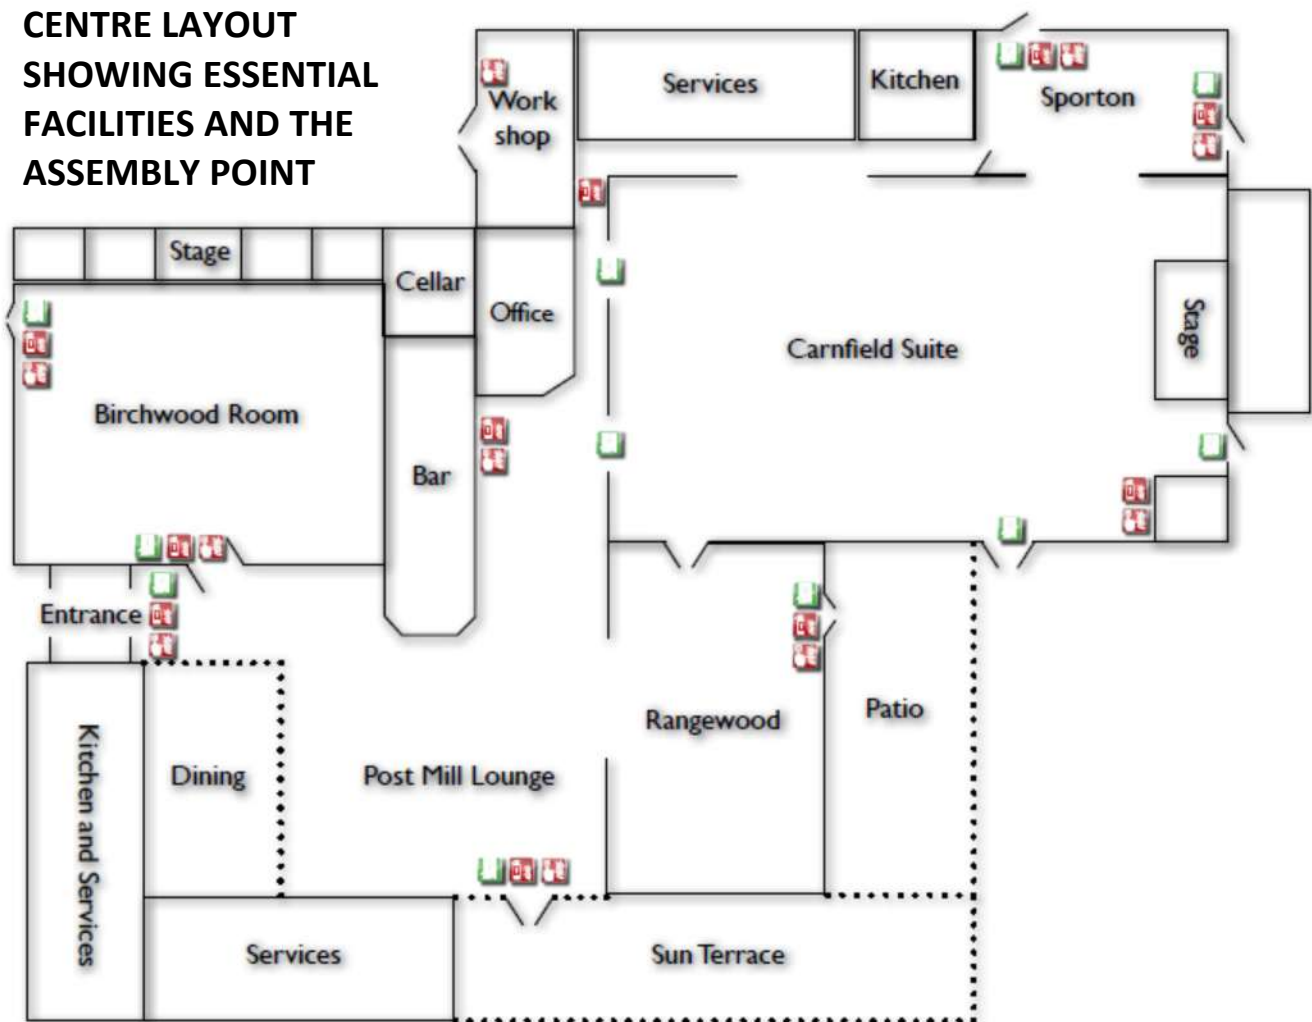 CENTRE LAYOUT
SHOWING ESSENTIAL
FACILITIES AND THE
ASSEMBLY POINT
Work
shop
Services
Kitchen
Sporton
Stage
Cellar
Office
Carnfield Suite
Stage
Birchwood Room
Bar
Entrance
Kitchen and Services
Dining
Post Mill Lounge
Rangewood
Patio
Services
Sun Terrace